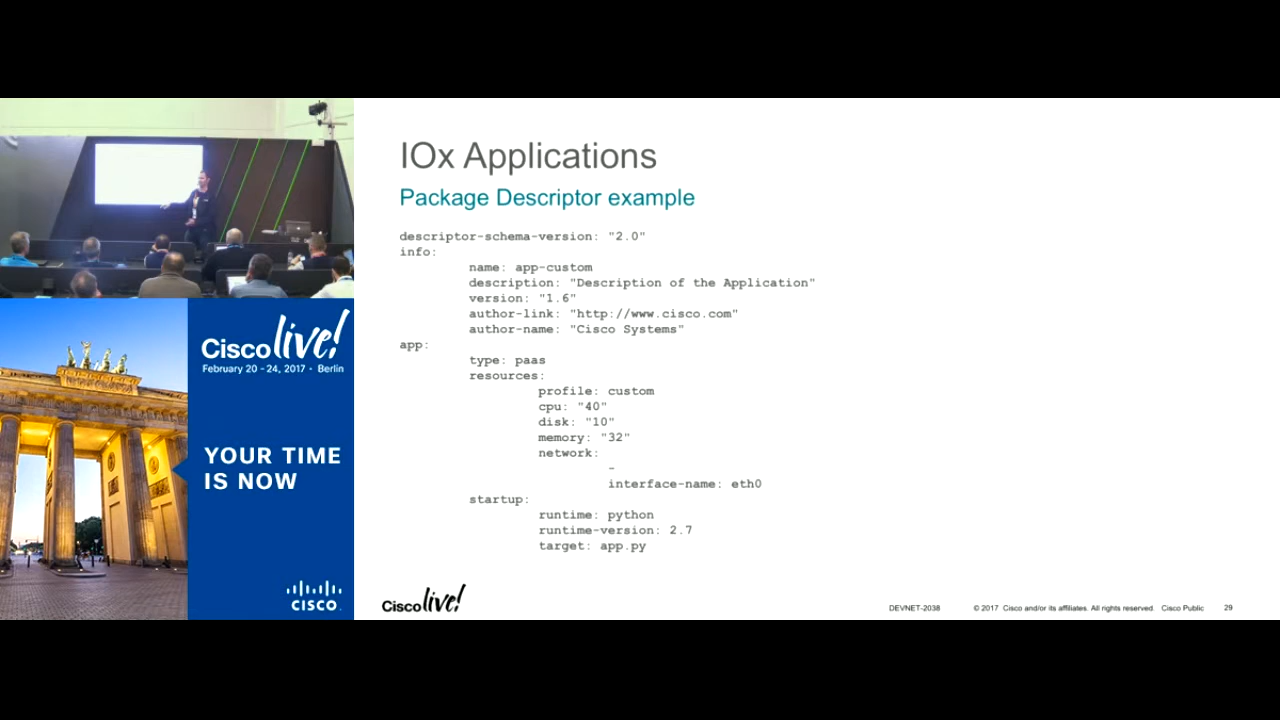 Cisco live!
February 20 - 24, 2017 • Berlin
YOUR TIME
IS NOW
CISCO.
IOx Applications
Package Descriptor example
descriptor-schema-version: "2.0"
info:
name: app-custom
description: "Description of the Application"
version: "1.6"
author-link: "http://www.cisco.com"
author-name: "Cisco Systems"
app:
type: paas
resources:
profile: custom
cpu: "40"
disk: "10"
memory: "32"
network:
-
interface-name: eth0
startup:
runtime: python
runtime-version: 2.7
target: app.py
Cisco live!
DEVNET-2038 © 2017 Cisco and/or its affiliates. All rights reserved. Cisco Public 29